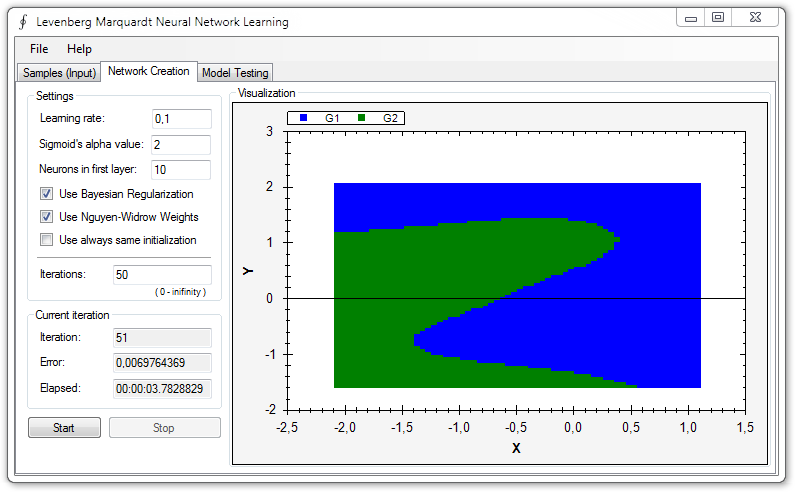 Levenberg Marquardt Neural Network Learning
File Help
Samples (Input) Network Creation Model Testing
Settings
Learning rate: 0,1
Sigmoid's alpha value: 2
Neurons in first layer: 10
Use Bayesian Regularization
Use Nguyen-Widrow Weights
Use always same initialization
Iterations: 50
( 0 - inifinity )
Current iteration
Iteration: 51
Error: 0,0069764369
Elapsed: 00:00:03.7828829
Start Stop
Visualization
G1 G2
3
2
1
0
-1
-2
Y
-2,5 -2,0 -1,5 -1,0 -0,5 0,0 0,5 1,0 1,5
X